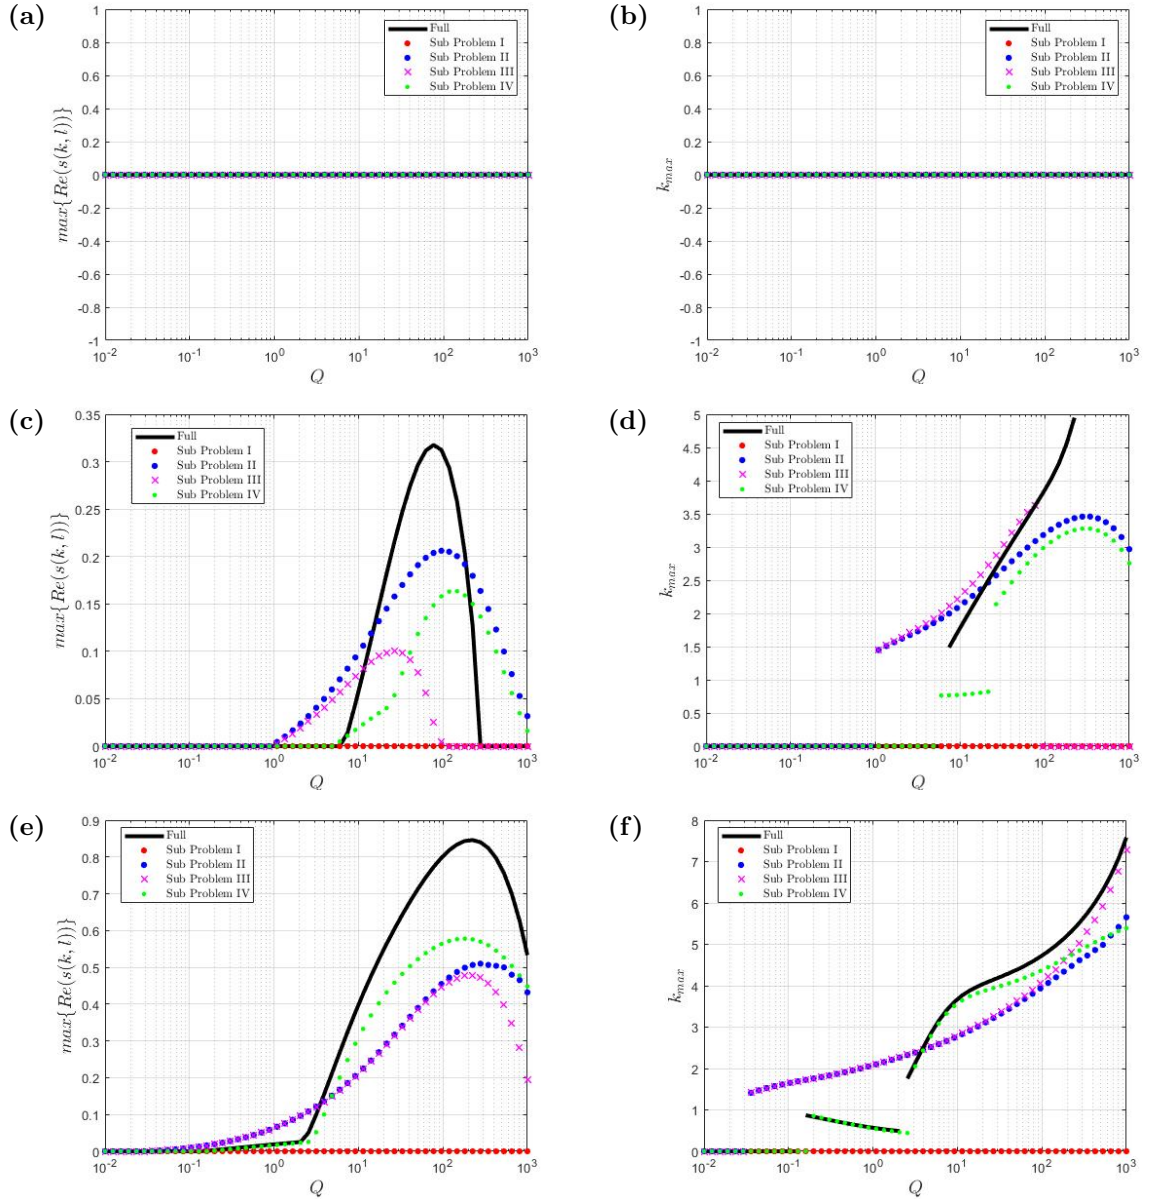 (a)
1
0.8
0.6
0.4
0.2
0
-0.2
-0.4
-0.6
-0.8
-1
max{Re(s(k, l))}
Full
Sub Problem I
Sub Problem II
Sub Problem III
Sub Problem IV
10^-2
10^-1
10^0
10^1
10^2
10^3
Q
(b)
1
0.8
0.6
0.4
0.2
0
-0.2
-0.4
-0.6
-0.8
-1
k_max
Full
Sub Problem I
Sub Problem II
Sub Problem III
Sub Problem IV
10^-2
10^-1
10^0
10^1
10^2
10^3
Q
(c)
0.35
0.3
0.25
0.2
0.15
0.1
0.05
0
max{Re(s(k, l))}
Full
Sub Problem I
Sub Problem II
Sub Problem III
Sub Problem IV
10^-2
10^-1
10^0
10^1
10^2
10^3
Q
(d)
5
4.5
4
3.5
3
2.5
2
1.5
1
0.5
0
k_max
Full
Sub Problem I
Sub Problem II
Sub Problem III
Sub Problem IV
10^-2
10^-1
10^0
10^1
10^2
10^3
Q
(e)
0.9
0.8
0.7
0.6
0.5
0.4
0.3
0.2
0.1
0
max{Re(s(k, l))}
Full
Sub Problem I
Sub Problem II
Sub Problem III
Sub Problem IV
10^-2
10^-1
10^0
10^1
10^2
10^3
Q
(f)
8
7
6
5
4
3
2
1
0
k_max
Full
Sub Problem I
Sub Problem II
Sub Problem III
Sub Problem IV
10^-2
10^-1
10^0
10^1
10^2
10^3
Q